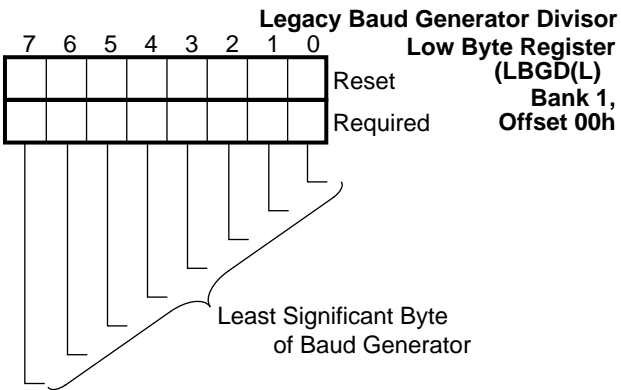 Legacy Baud Generator Divisor
Low Byte Register
(LBGD(L)
Bank 1,
Offset 00h
7 6 5 4 3 2 1 0
Reset
Required
Least Significant Byte
of Baud Generator